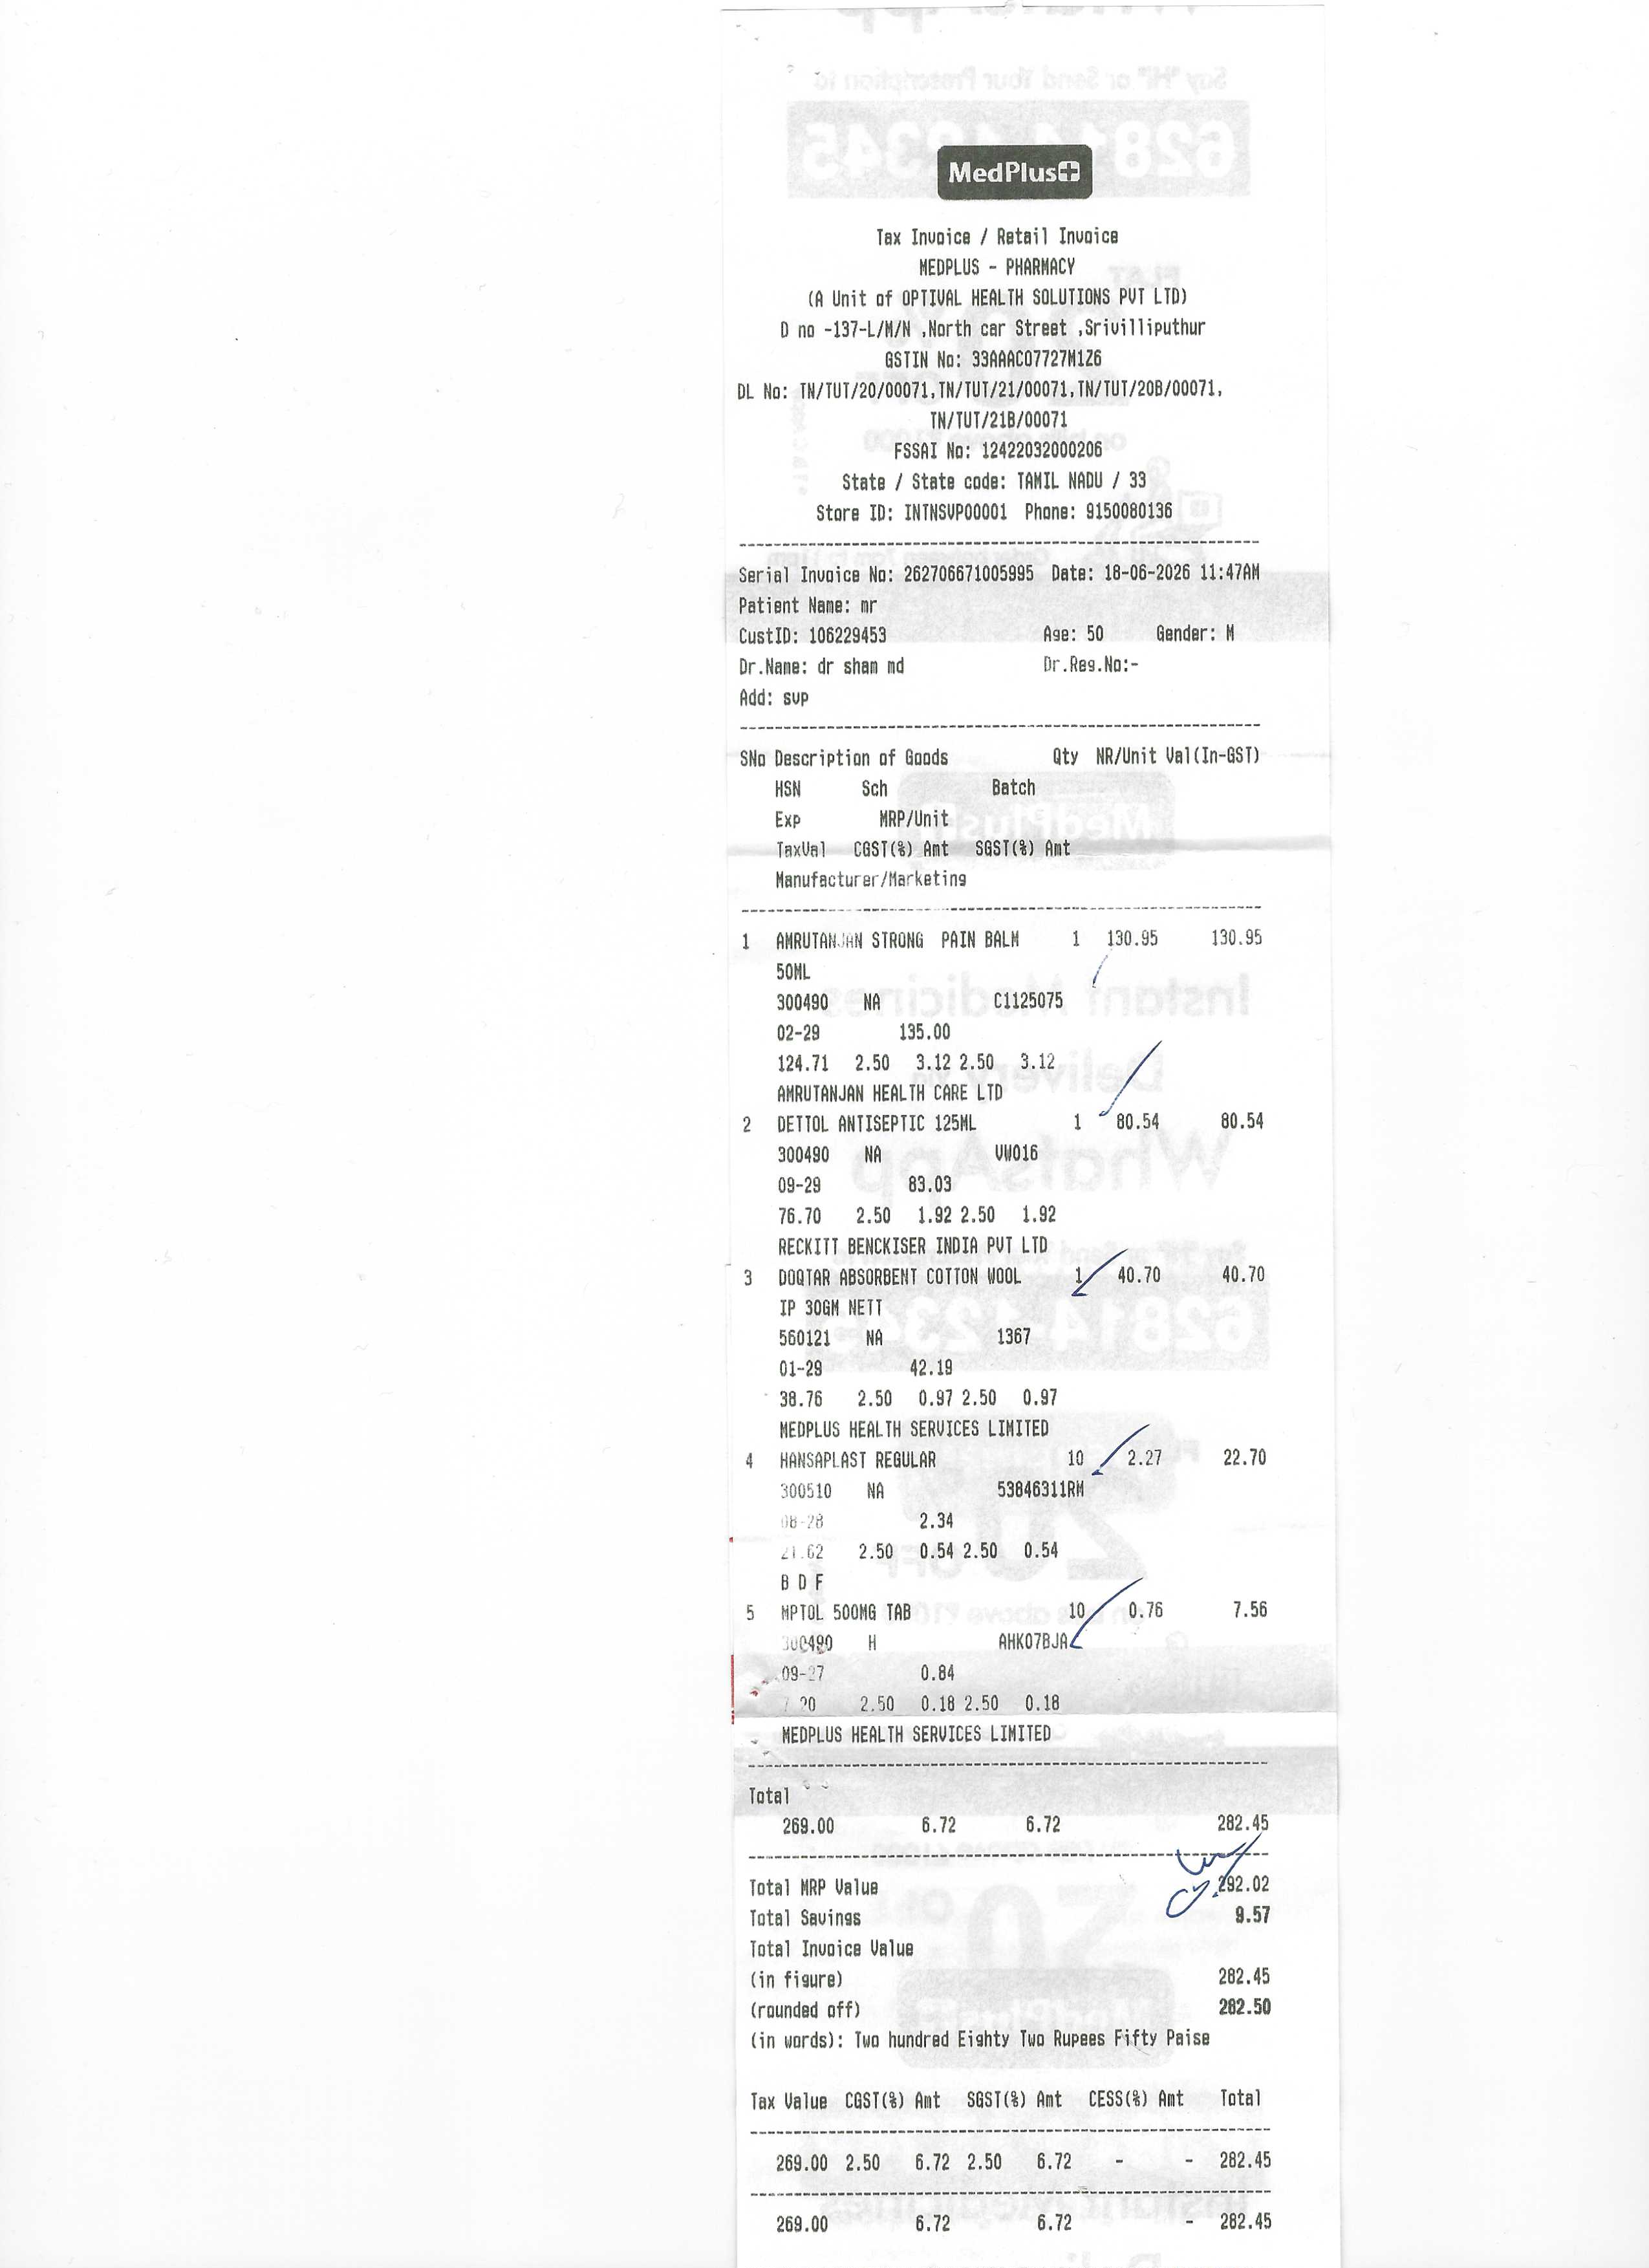 MedPlus
Tax Invoice / Retail Invoice
MEDPLUS - PHARMACY
(A Unit of OPTIVAL HEALTH SOLUTIONS PVT LTD)
D no -137-L/M/N ,North car Street ,Srivilliputhur
GSTIN No: 33AAACO7727M1Z6
DL No: TN/TUT/20/00071,TN/TUT/21/00071,TN/TUT/20B/00071,
TN/TUT/21B/00071
FSSAI No: 12422032000206
State / State code: TAMIL NADU / 33
Store ID: INTNSVP00001 Phone: 9150080136
Serial Invoice No: 262706671005995 Date: 18-06-2026 11:47AM
Patient Name: mr
CustID: 106229453 Age: 50 Gender: M
Dr.Name: dr sham md Dr.Reg.No:-
Add: svp
SNo Description of Goods Qty NR/Unit Val(In-GST)
HSN Sch Batch
Exp MRP/Unit
TaxVal CGST(%) Amt SGST(%) Amt
Manufacturer/Marketing
1 AMRUTANJAN STRONG PAIN BALM 1 130.95 130.95
50ML
300490 NA C1125075
02-29 135.00
124.71 2.50 3.12 2.50 3.12
AMRUTANJAN HEALTH CARE LTD
2 DETTOL ANTISEPTIC 125ML 1 80.54 80.54
300490 NA VW016
09-29 83.03
76.70 2.50 1.92 2.50 1.92
RECKITT BENCKISER INDIA PVT LTD
3 DOQTAR ABSORBENT COTTON WOOL 1 40.70 40.70
IP 30GM NETT
560121 NA 1367
01-29 42.19
38.76 2.50 0.97 2.50 0.97
MEDPLUS HEALTH SERVICES LIMITED
4 HANSAPLAST REGULAR 10 2.27 22.70
300510 NA 53846311RM
08-28 2.34
21.62 2.50 0.54 2.50 0.54
B D F
5 MPTOL 500MG TAB 10 0.76 7.56
300490 H AHK07BJA
09-27 0.84
7.20 2.50 0.18 2.50 0.18
MEDPLUS HEALTH SERVICES LIMITED
Total
269.00 6.72 6.72 282.45
Total MRP Value 292.02
Total Savings 9.57
Total Invoice Value
(in figure) 282.45
(rounded off) 282.50
(in words): Two hundred Eighty Two Rupees Fifty Paise
Tax Value CGST(%) Amt SGST(%) Amt CESS(%) Amt Total
269.00 2.50 6.72 2.50 6.72 - - 282.45
269.00 6.72 6.72 - 282.45